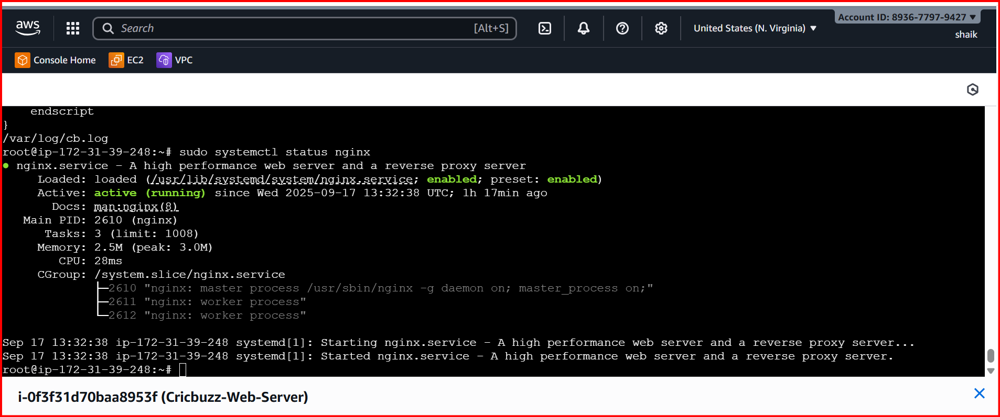 aws
Search [Alt+S]
United States (N. Virginia) ▼
Account ID: 8936-7797-9427 ▼
shaik
Console Home EC2 VPC
endscript
}
/var/log/cb.log
root@ip-172-31-39-248:~# sudo systemctl status nginx
● nginx.service - A high performance web server and a reverse proxy server
Loaded: loaded (/usr/lib/systemd/system/nginx.service; enabled; preset: enabled)
Active: active (running) since Wed 2025-09-17 13:32:38 UTC; 1h 17min ago
Docs: man:nginx(8)
Main PID: 2610 (nginx)
Tasks: 3 (limit: 1008)
Memory: 2.5M (peak: 3.0M)
CPU: 28ms
CGroup: /system.slice/nginx.service
├─2610 "nginx: master process /usr/sbin/nginx -g daemon on; master_process on;"
├─2611 "nginx: worker process"
└─2612 "nginx: worker process"
Sep 17 13:32:38 ip-172-31-39-248 systemd[1]: Starting nginx.service - A high performance web server and a reverse proxy server...
Sep 17 13:32:38 ip-172-31-39-248 systemd[1]: Started nginx.service - A high performance web server and a reverse proxy server.
root@ip-172-31-39-248:~#
i-0f3f31d70baa8953f (Cricbuzz-Web-Server)